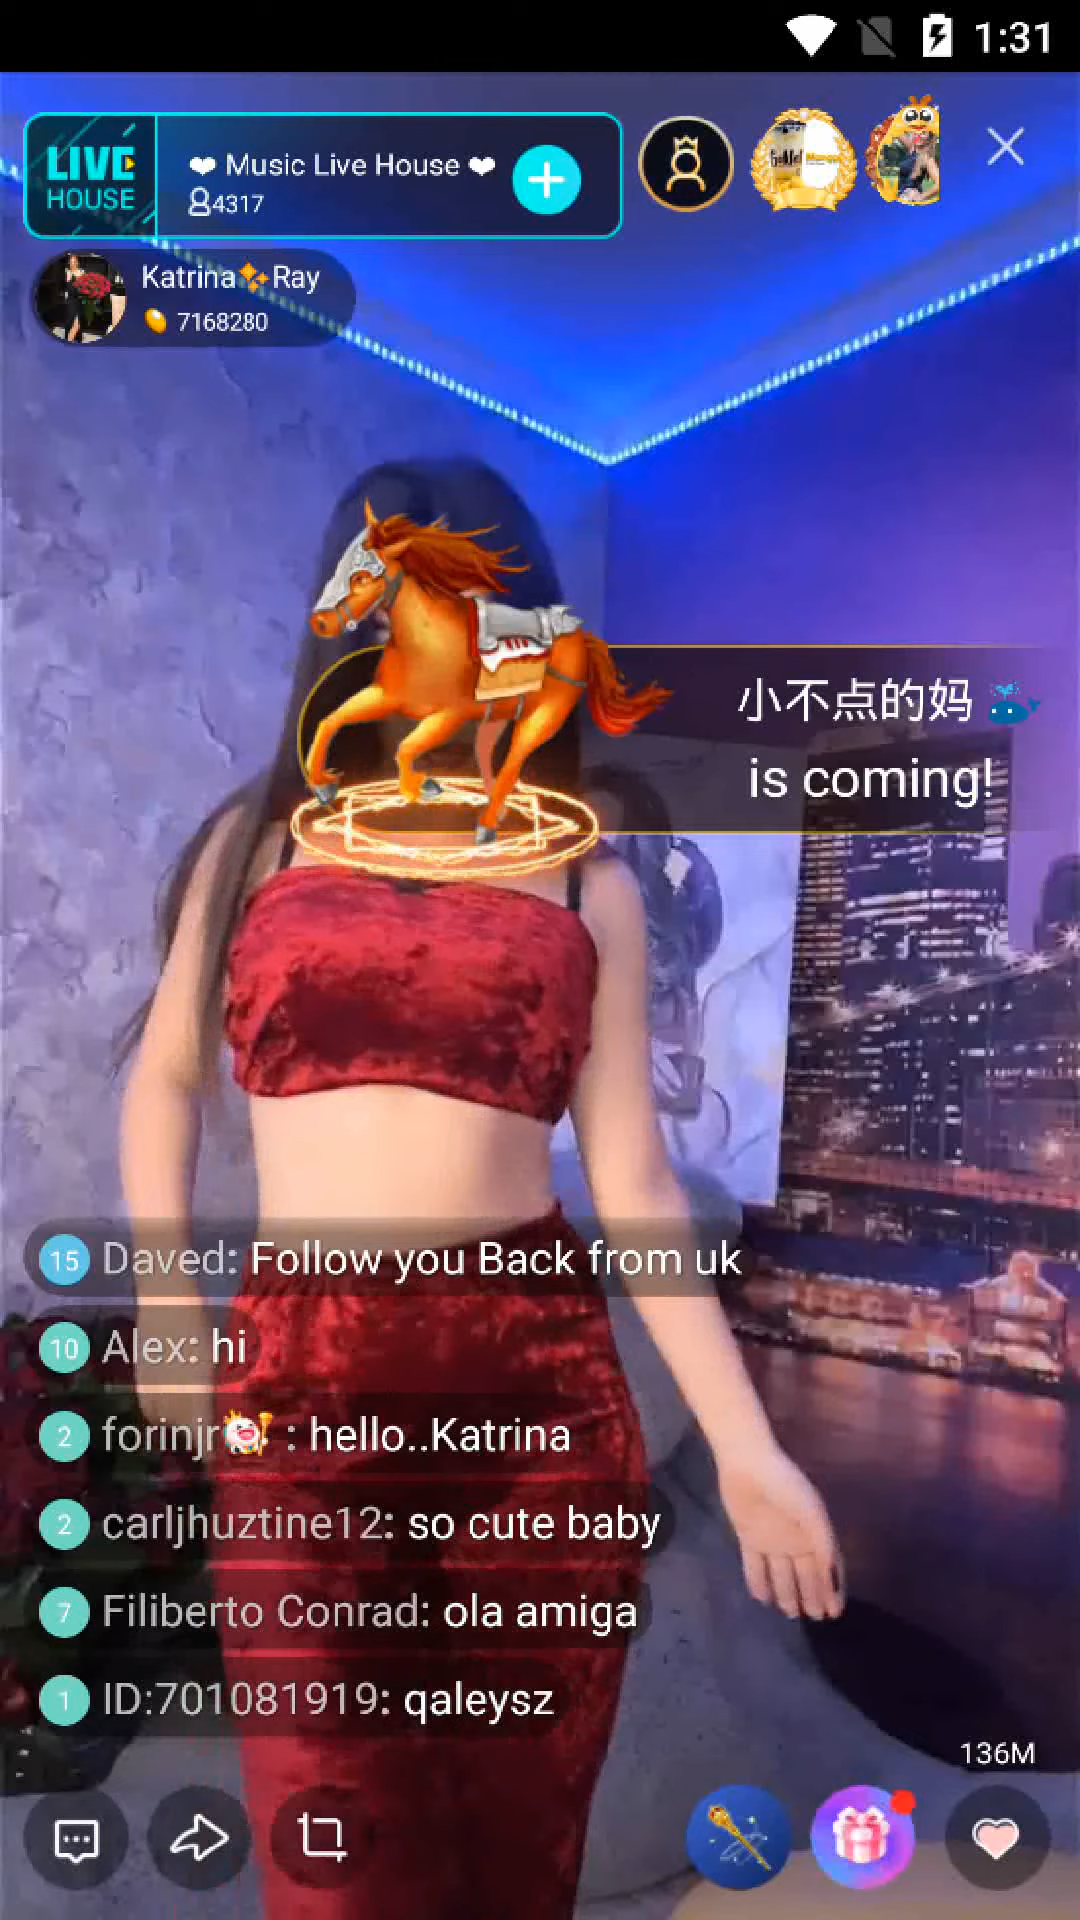 1:31
LIVE
HOUSE
❤ Music Live House ❤
4317
Katrina✨Ray
7168280
小不点的妈 🐳
is coming!
15 Daved: Follow you Back from uk
10 Alex: hi
2 forinjr : hello..Katrina
2 carljhuztine12: so cute baby
7 Filiberto Conrad: ola amiga
1 ID:701081919: qaleysz
136M